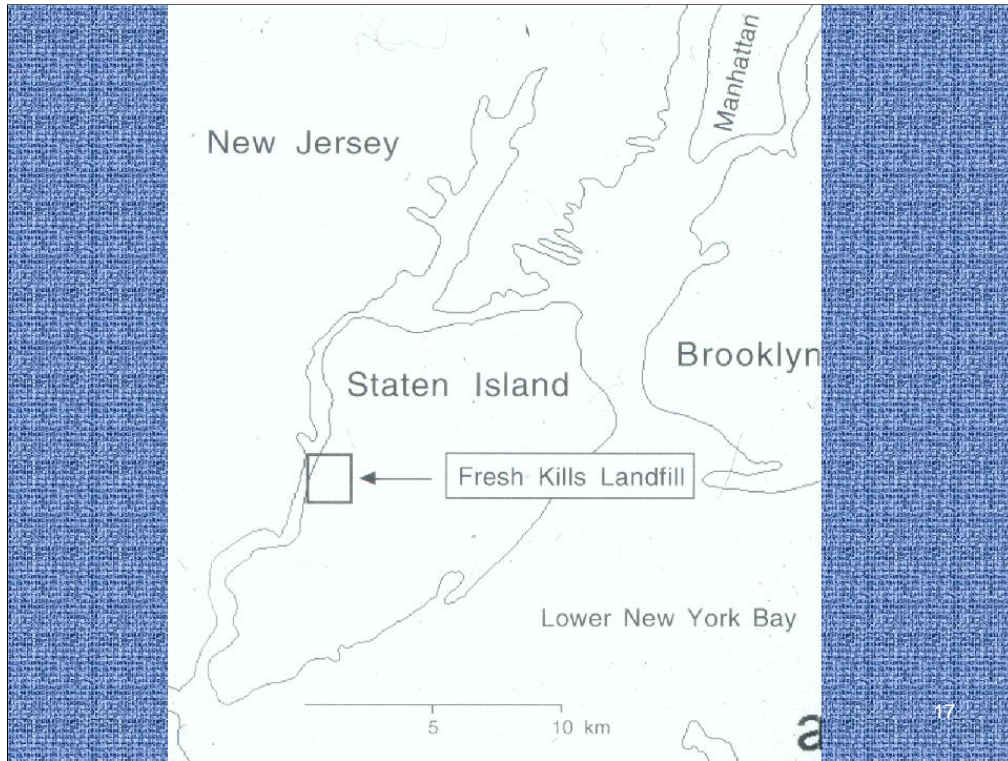 Manhattan
New Jersey
Brooklyn
Staten Island
Fresh Kills Landfill
Lower New York Bay
5 10 km
a
17